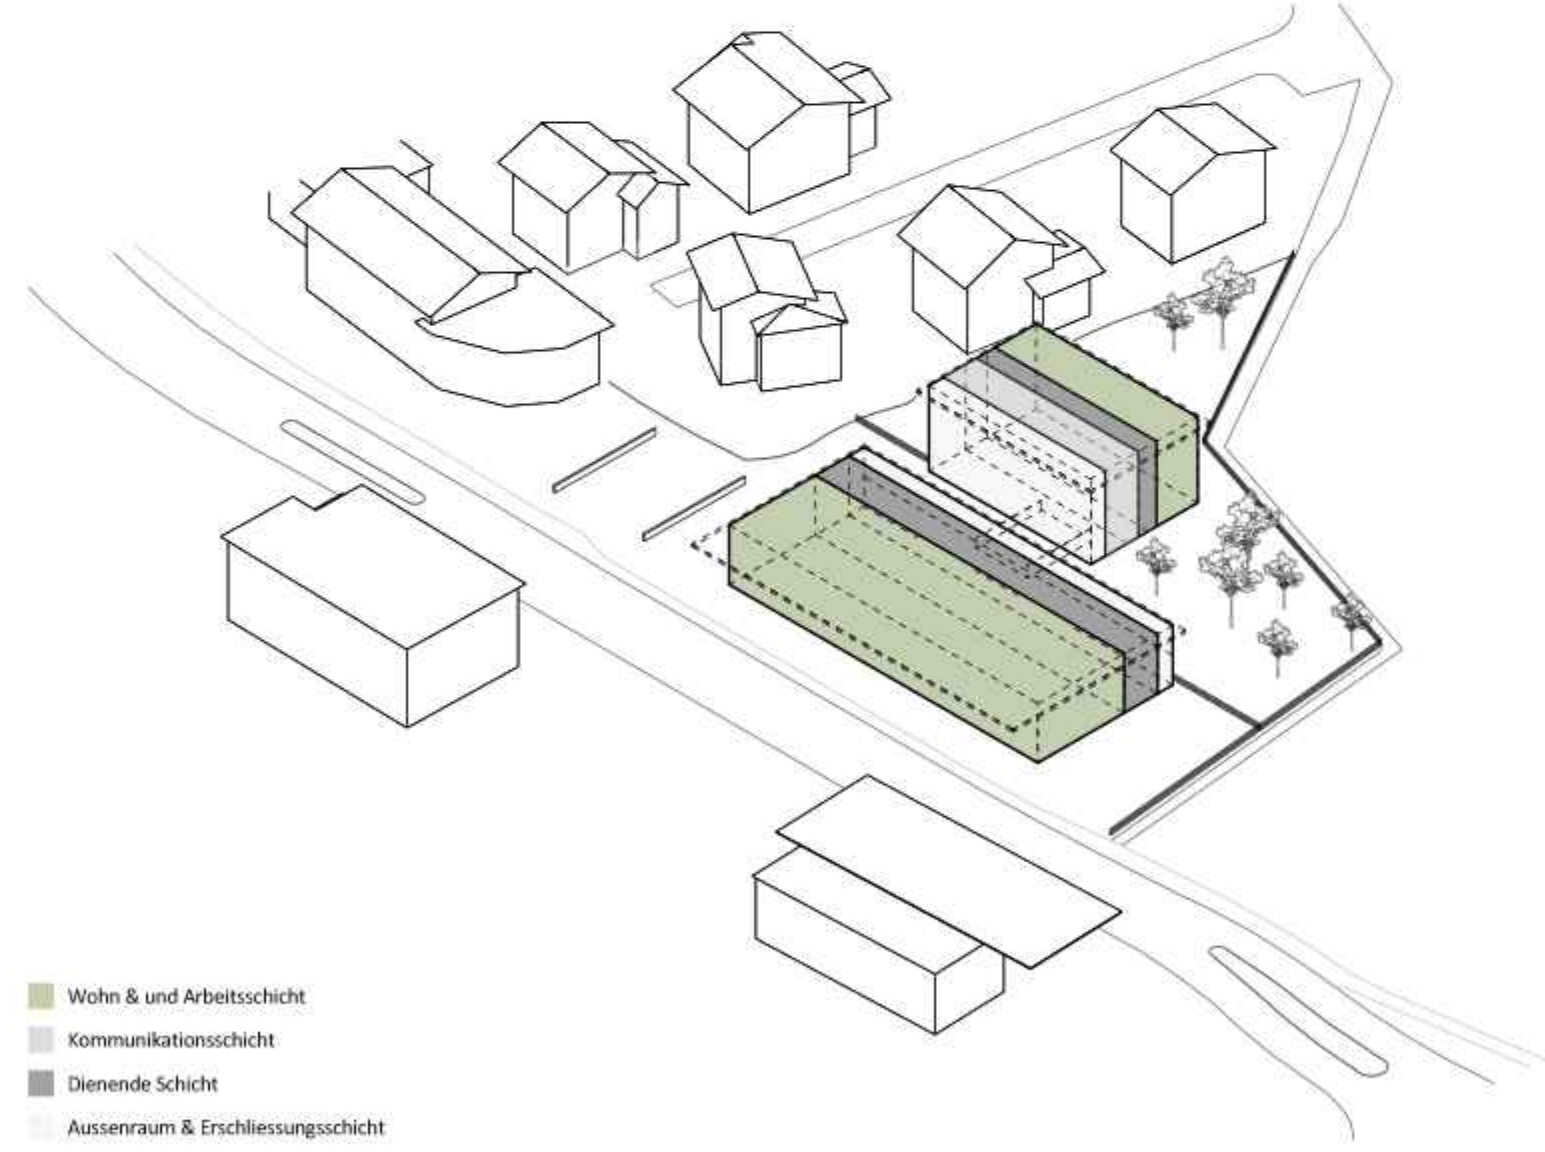 Wohn & und Arbeitsschicht
Kommunikationsschicht
Dienende Schicht
Aussenraum & Erschliessungsschicht